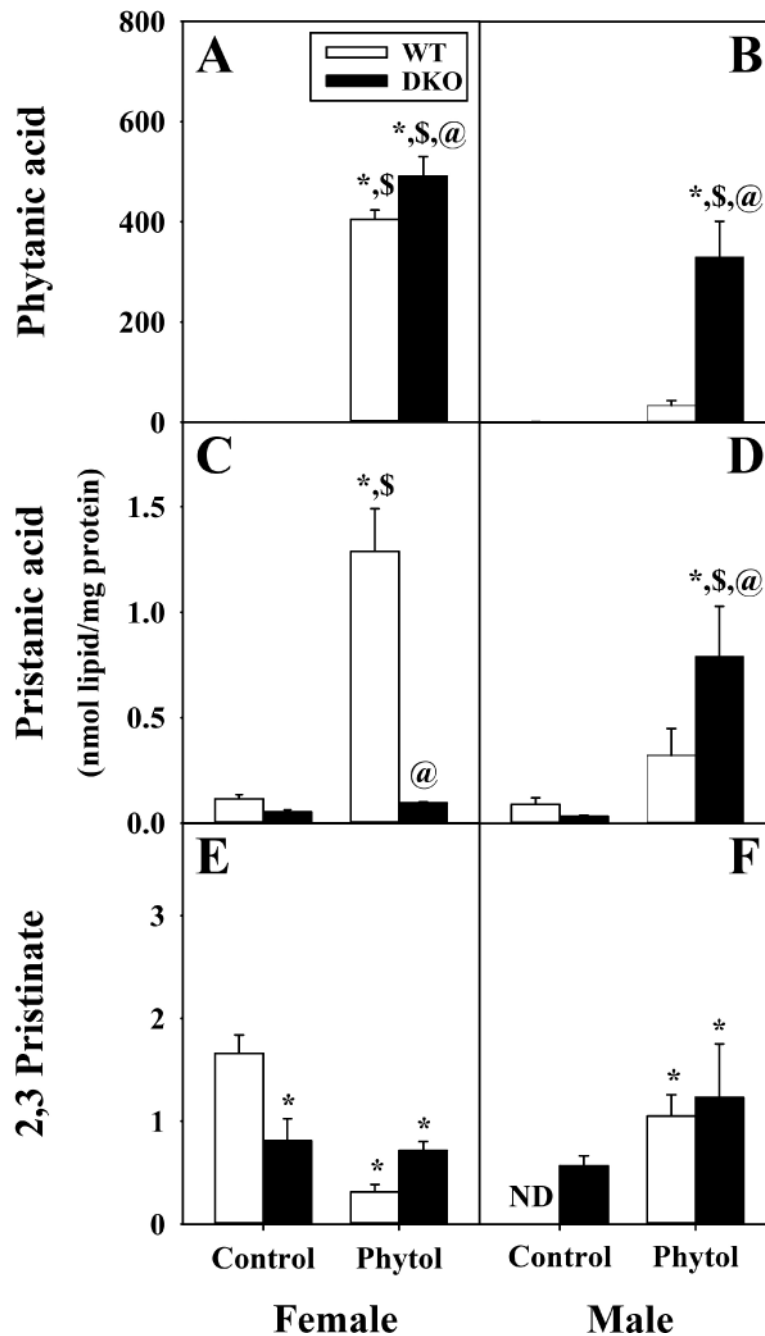 800
600
400
200
0
Phytanic acid
A
WT
DKO
*,$
*,$,@
B
*,$,@
Pristanic acid
(nmol lipid/mg protein)
1.5
1.0
0.5
0.0
C
*,$
@
D
*,$,@
2,3 Pristinate
3
2
1
0
E
*
*
*
F
ND
*
*
Control
Phytol
Control
Phytol
Female
Male